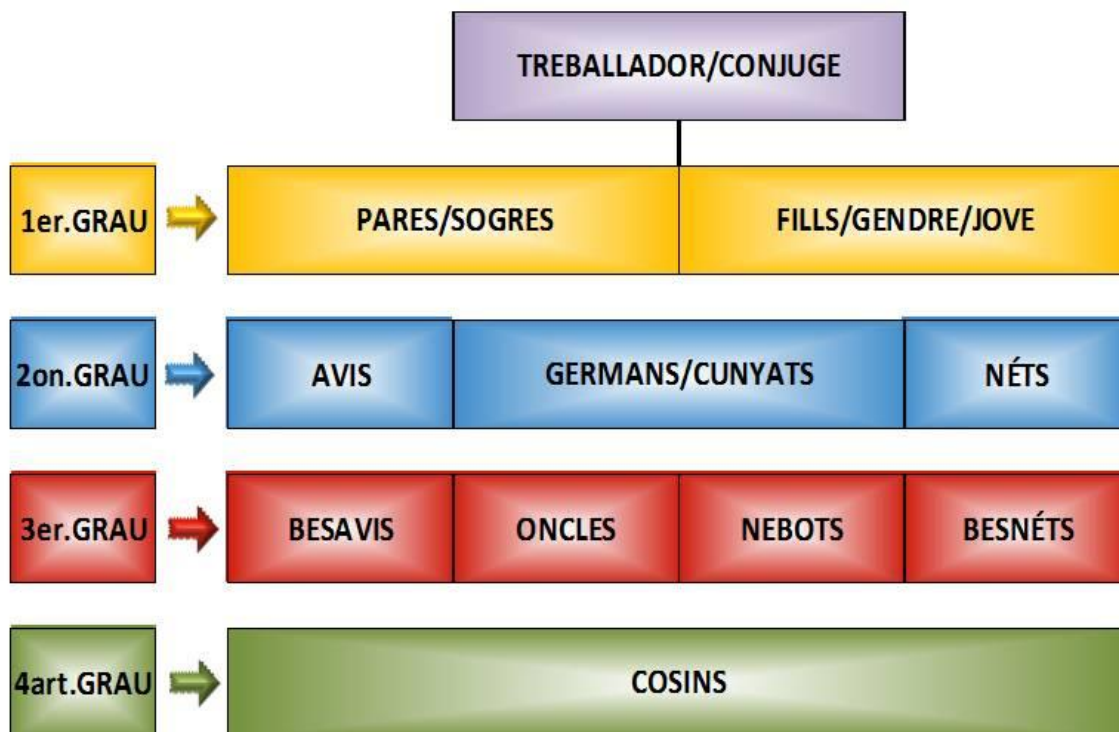 TREBALLADOR/CONJUGE
1er.GRAU PARES/SOGRES FILLS/GENDRE/JOVE
2on.GRAU AVIS GERMANS/CUNYATS NÉTS
3er.GRAU BESAVIS ONCLES NEBOTS BESNÉTS
4art.GRAU COSINS